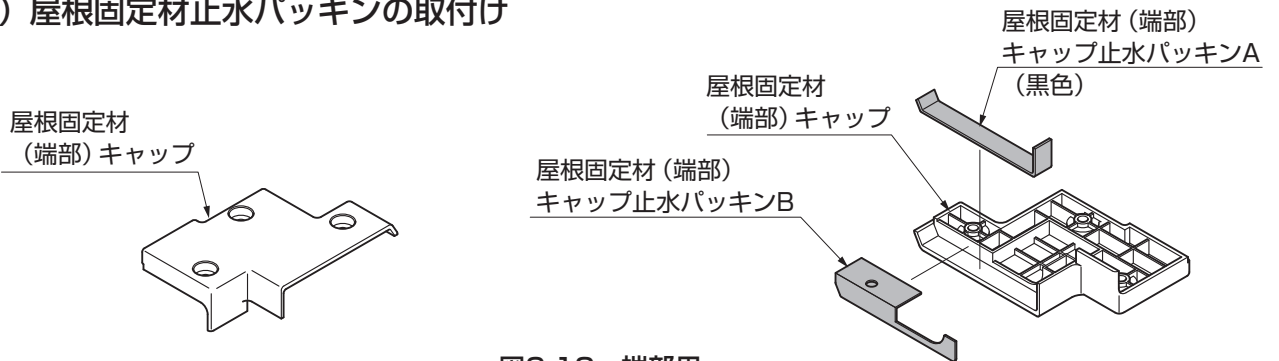 ）屋根固定材止水パッキンの取付け
屋根固定材
（端部）キャップ
屋根固定材（端部）
キャップ止水パッキンA
（黒色）
屋根固定材
（端部）キャップ
屋根固定材（端部）
キャップ止水パッキンB